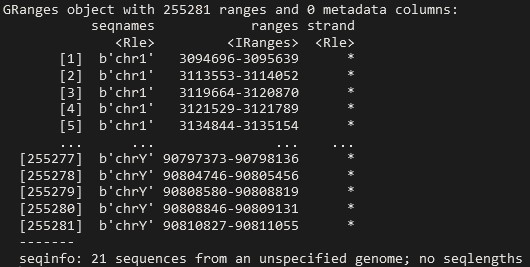 GRanges object with 255281 ranges and 0 metadata columns:
seqnames ranges strand
<Rle> <IRanges> <Rle>
[1] b'chr1' 3094696-3095639 *
[2] b'chr1' 3113553-3114052 *
[3] b'chr1' 3119664-3120870 *
[4] b'chr1' 3121529-3121789 *
[5] b'chr1' 3134844-3135154 *
... ... ... ...
[255277] b'chrY' 90797373-90798136 *
[255278] b'chrY' 90804746-90805456 *
[255279] b'chrY' 90808580-90808819 *
[255280] b'chrY' 90808846-90809131 *
[255281] b'chrY' 90810827-90811055 *
-------
seqinfo: 21 sequences from an unspecified genome; no seqlengths